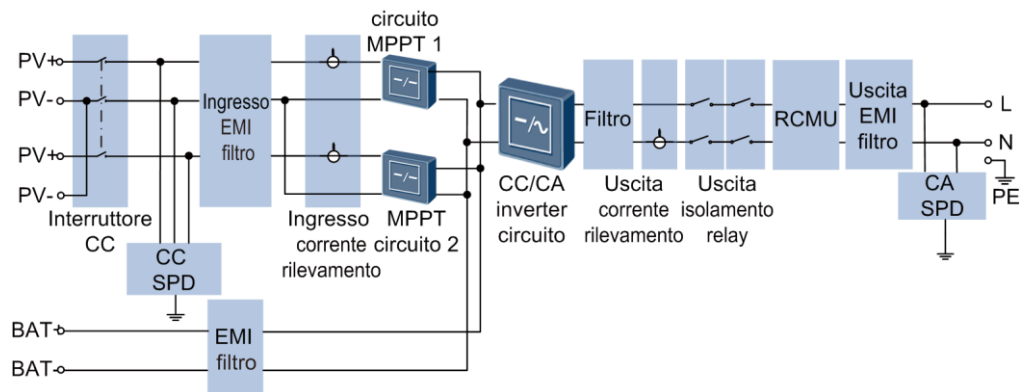 circuito
MPPT 1
PV+
PV-
PV+
PV-
Interruttore
CC
CC
SPD
Ingresso
EMI
filtro
Ingresso
corrente
rilevamento
MPPT
circuito 2
CC/CA
inverter
circuito
Filtro
Uscita
corrente
rilevamento
Uscita
isolamento
relay
RCMU
Uscita
EMI
filtro
L
N
PE
CA
SPD
BAT+
BAT-
EMI
filtro